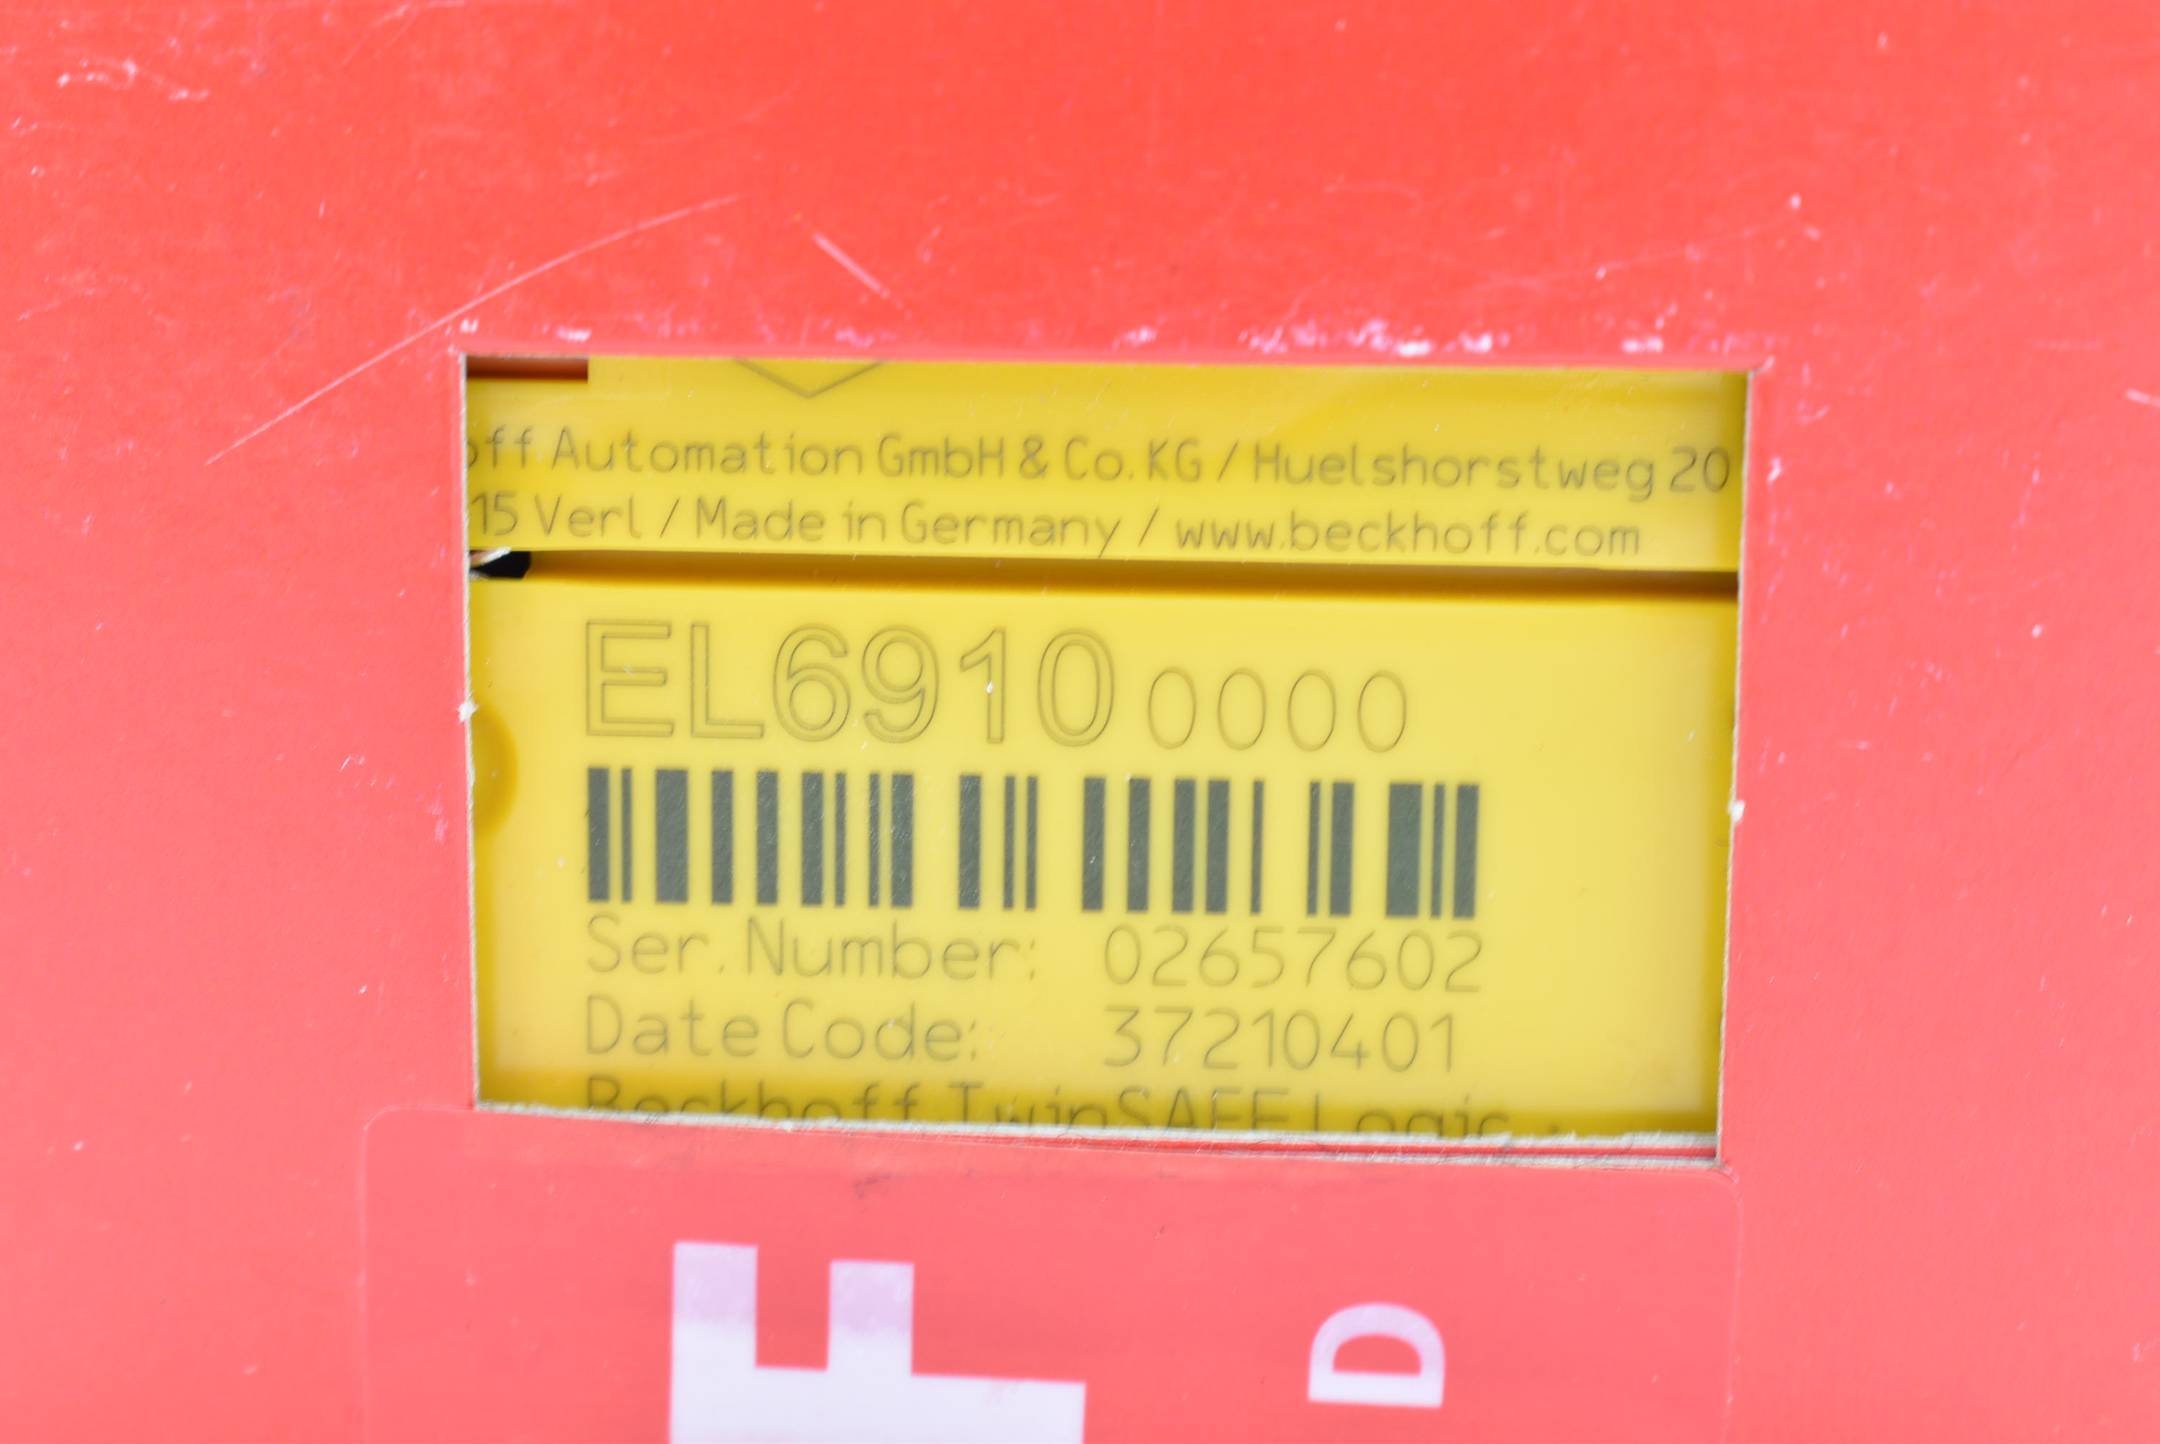 off Automation GmbH & Co. KG / Huelshorstweg 20
15 Verl / Made in Germany / www.beckhoff.com
EL6910 0000
Ser. Number: 02657602
Date Code: 37210401
Beckhoff TwinSAFE Logic
F
D